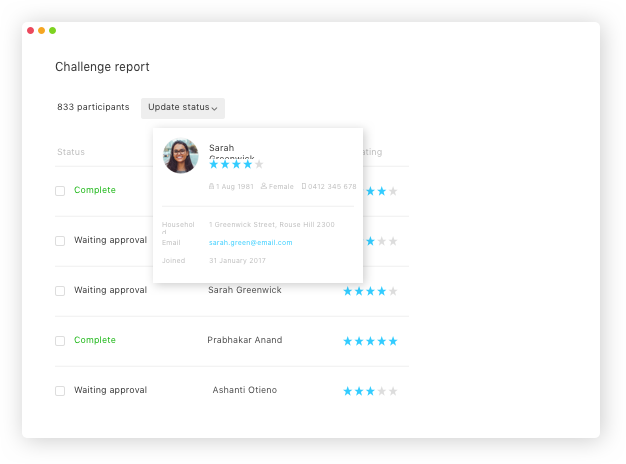 Challenge report
833 participants
Update status
Status
ating
Sarah
Greenwick
1 Aug 1981 Female 0412 345 678
Househol
d
1 Greenwick Street, Rouse Hill 2300
Email
sarah.green@email.com
Joined
31 January 2017
Complete
Waiting approval
Waiting approval Sarah Greenwick
Complete Prabhakar Anand
Waiting approval Ashanti Otieno